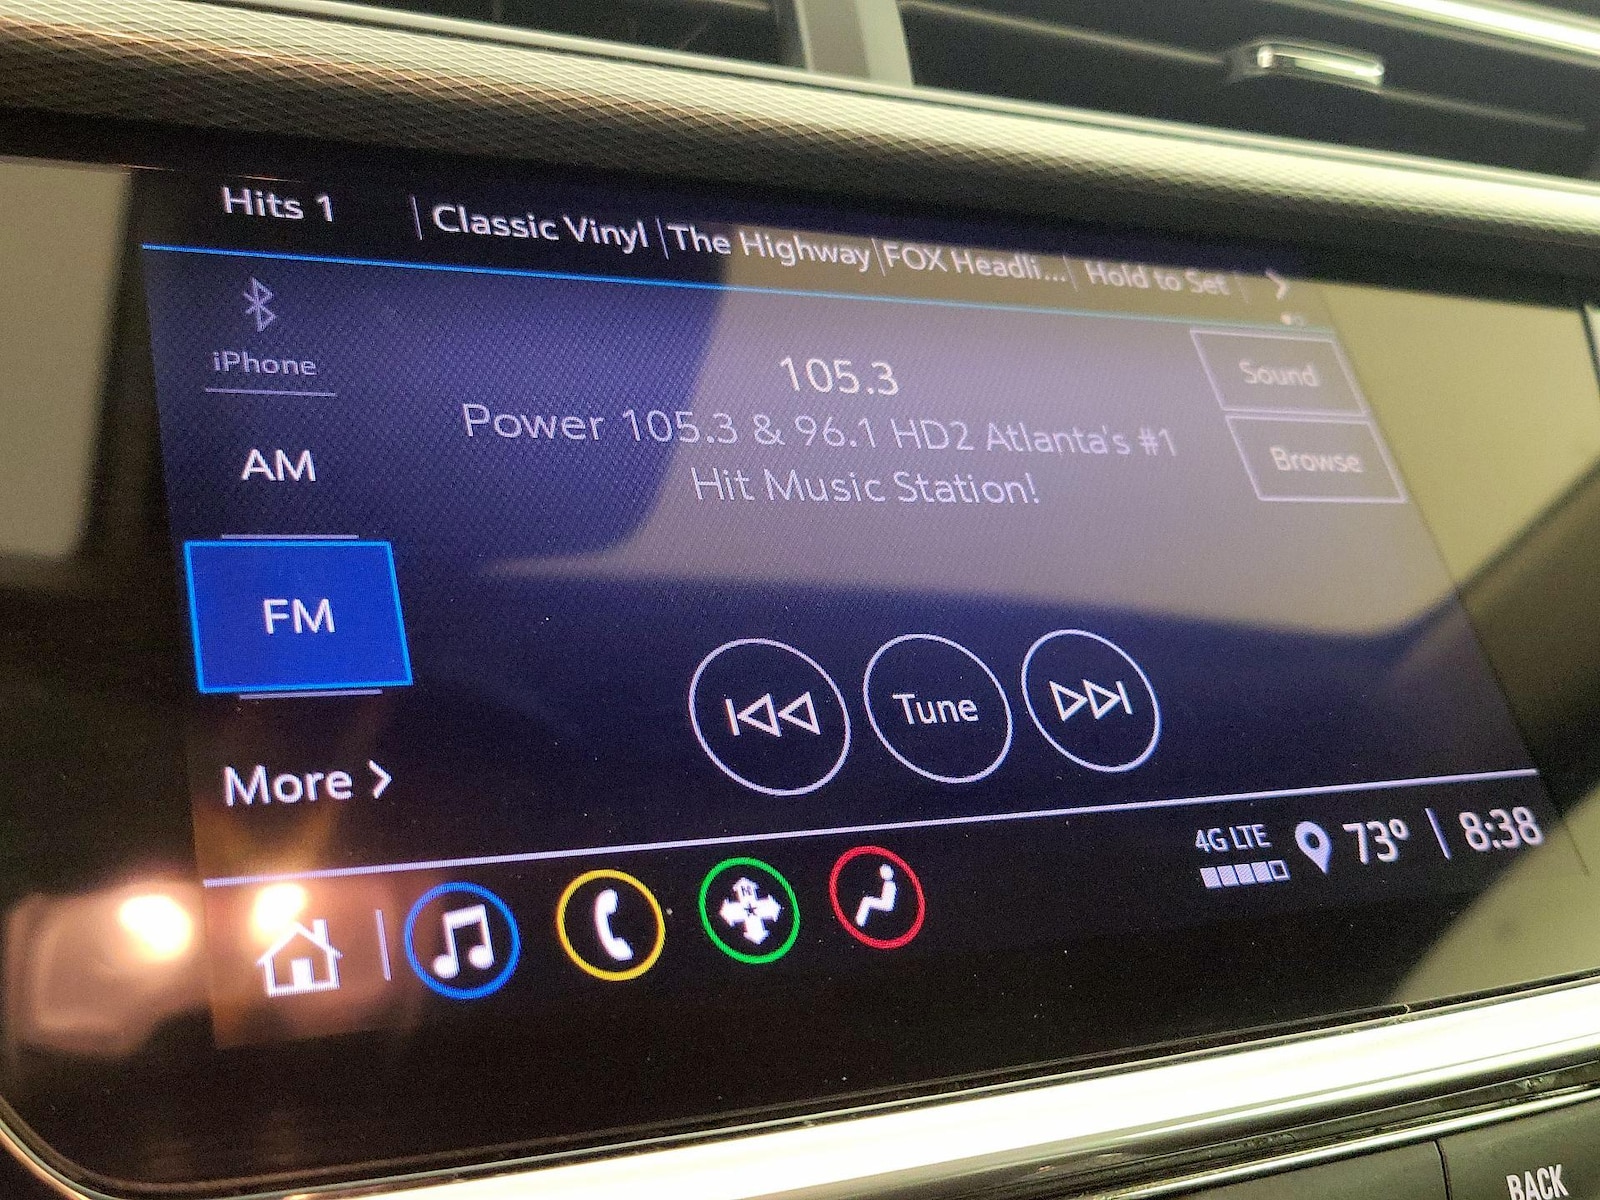 Hits 1
Classic Vinyl
The Highway
FOX Headli...
Hold to Set
iPhone
Sound
105.3
Power 105.3 & 96.1 HD2 Atlanta's #1
Hit Music Station!
Browse
AM
FM
Tune
More
4G LTE
73°
8:38
N
BACK